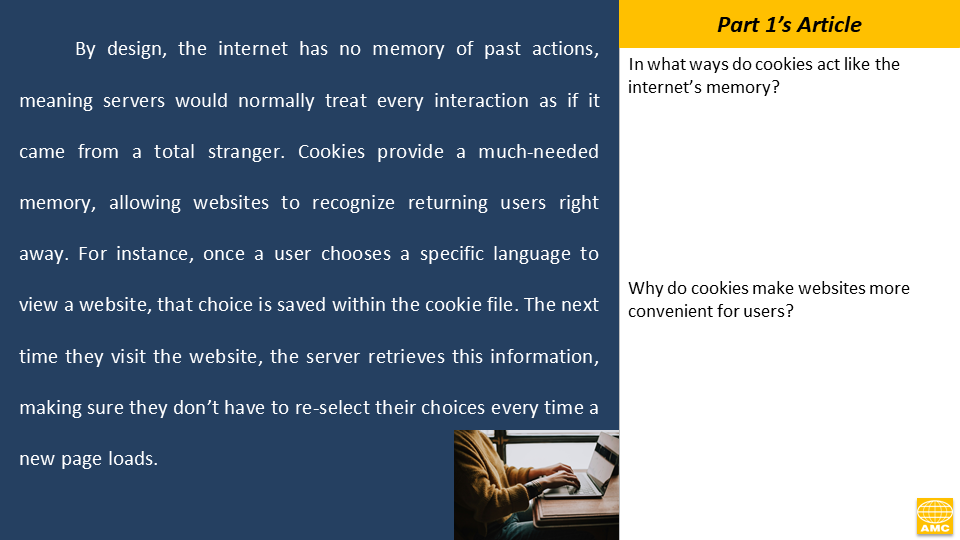 By design, the internet has no memory of past actions,
meaning servers would normally treat every interaction as if it
came from a total stranger. Cookies provide a much-needed
memory, allowing websites to recognize returning users right
away. For instance, once a user chooses a specific language to
view a website, that choice is saved within the cookie file. The next
time they visit the website, the server retrieves this information,
making sure they don’t have to re-select their choices every time a
new page loads.
Part 1’s Article
In what ways do cookies act like the
internet’s memory?
Why do cookies make websites more
convenient for users?
AMC